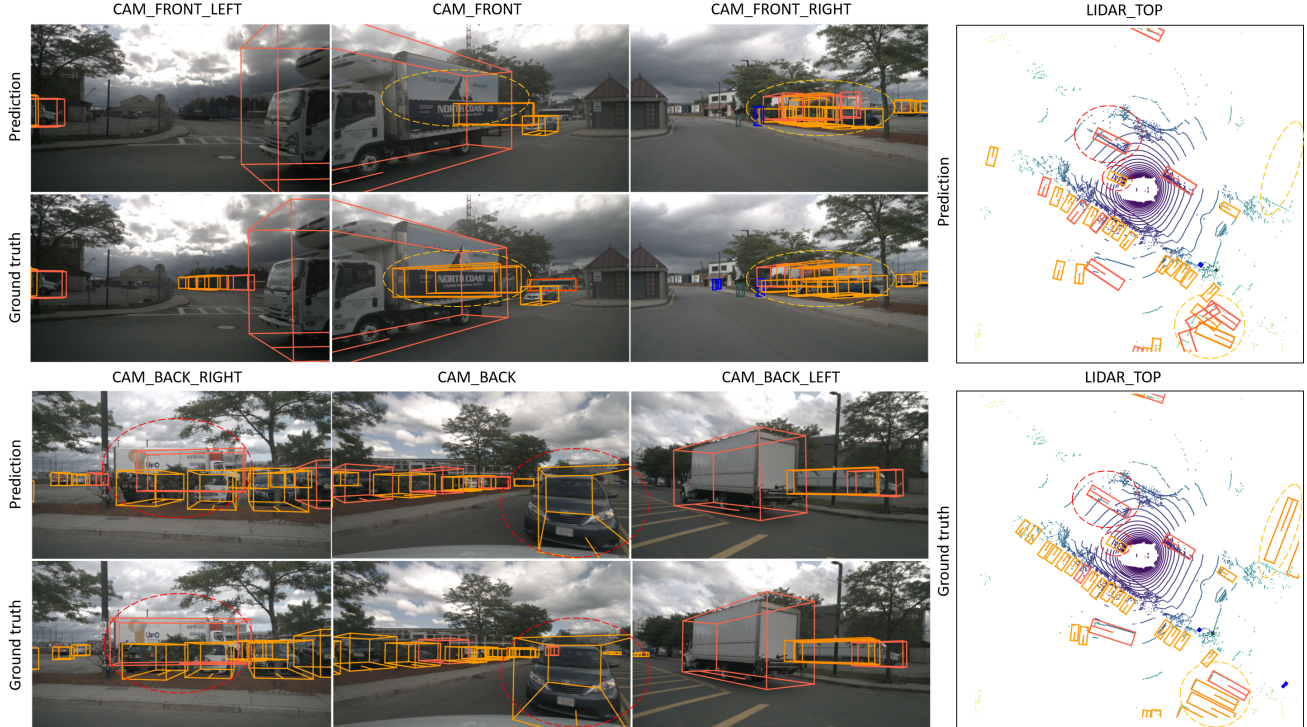 CAM_FRONT_LEFT CAM_FRONT CAM_FRONT_RIGHT LIDAR_TOP
Prediction
NORTH COAST
Prediction
Ground truth
NORTH COAST
CAM_BACK_RIGHT CAM_BACK CAM_BACK_LEFT LIDAR_TOP
Prediction
Ground truth
Ground truth